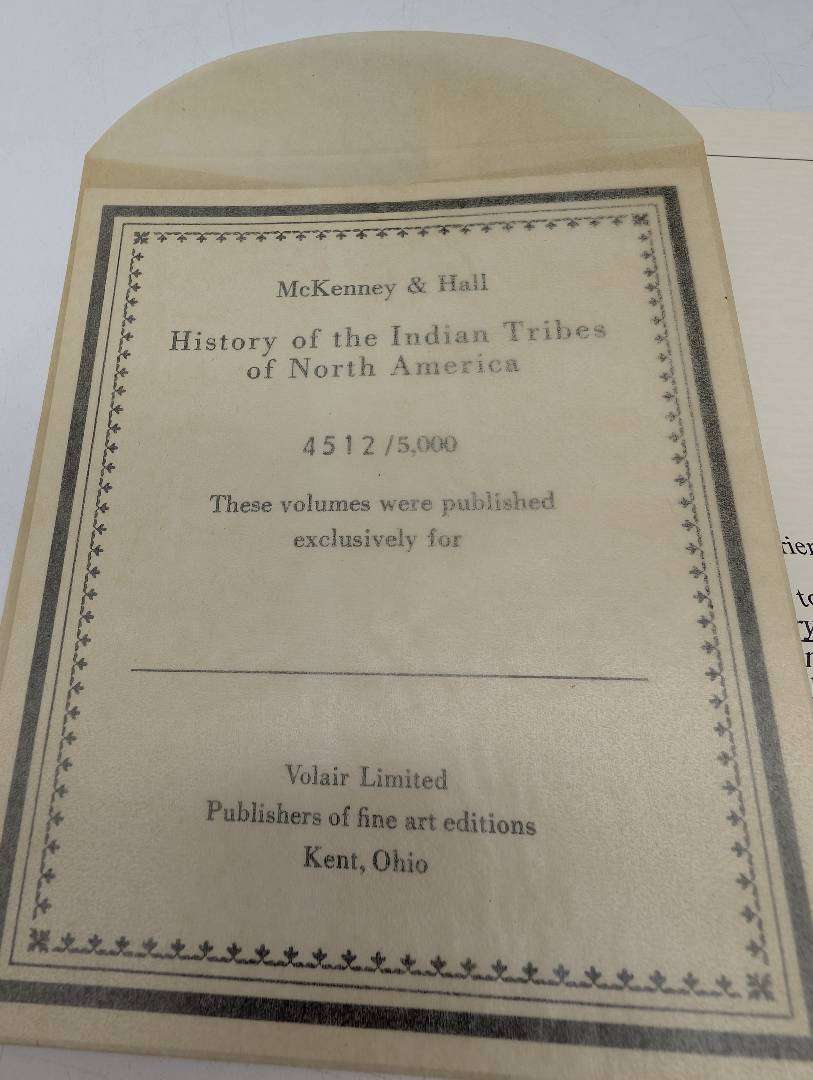 McKenney & Hall
History of the Indian Tribes
of North America
4512/5,000
These volumes were published
exclusively for
Volair Limited
Publishers of fine art editions
Kent, Ohio